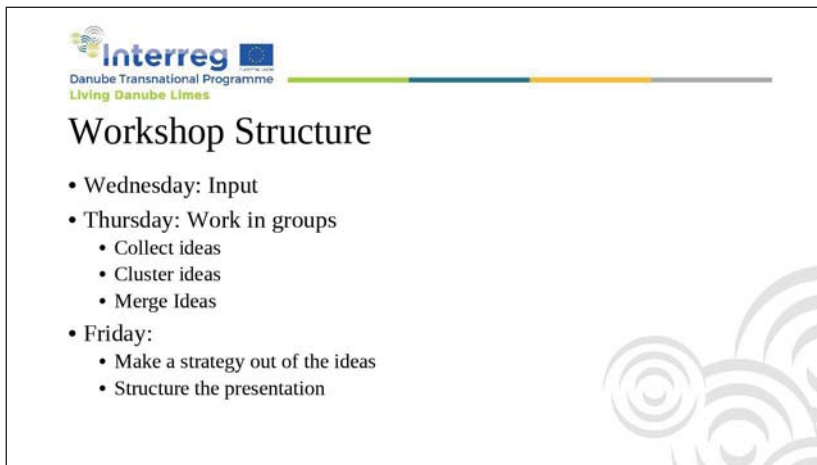 Interreg
Danube Transnational Programme
Living Danube Limes
Workshop Structure
• Wednesday: Input
• Thursday: Work in groups
• Collect ideas
• Cluster ideas
• Merge Ideas
• Friday:
• Make a strategy out of the ideas
• Structure the presentation